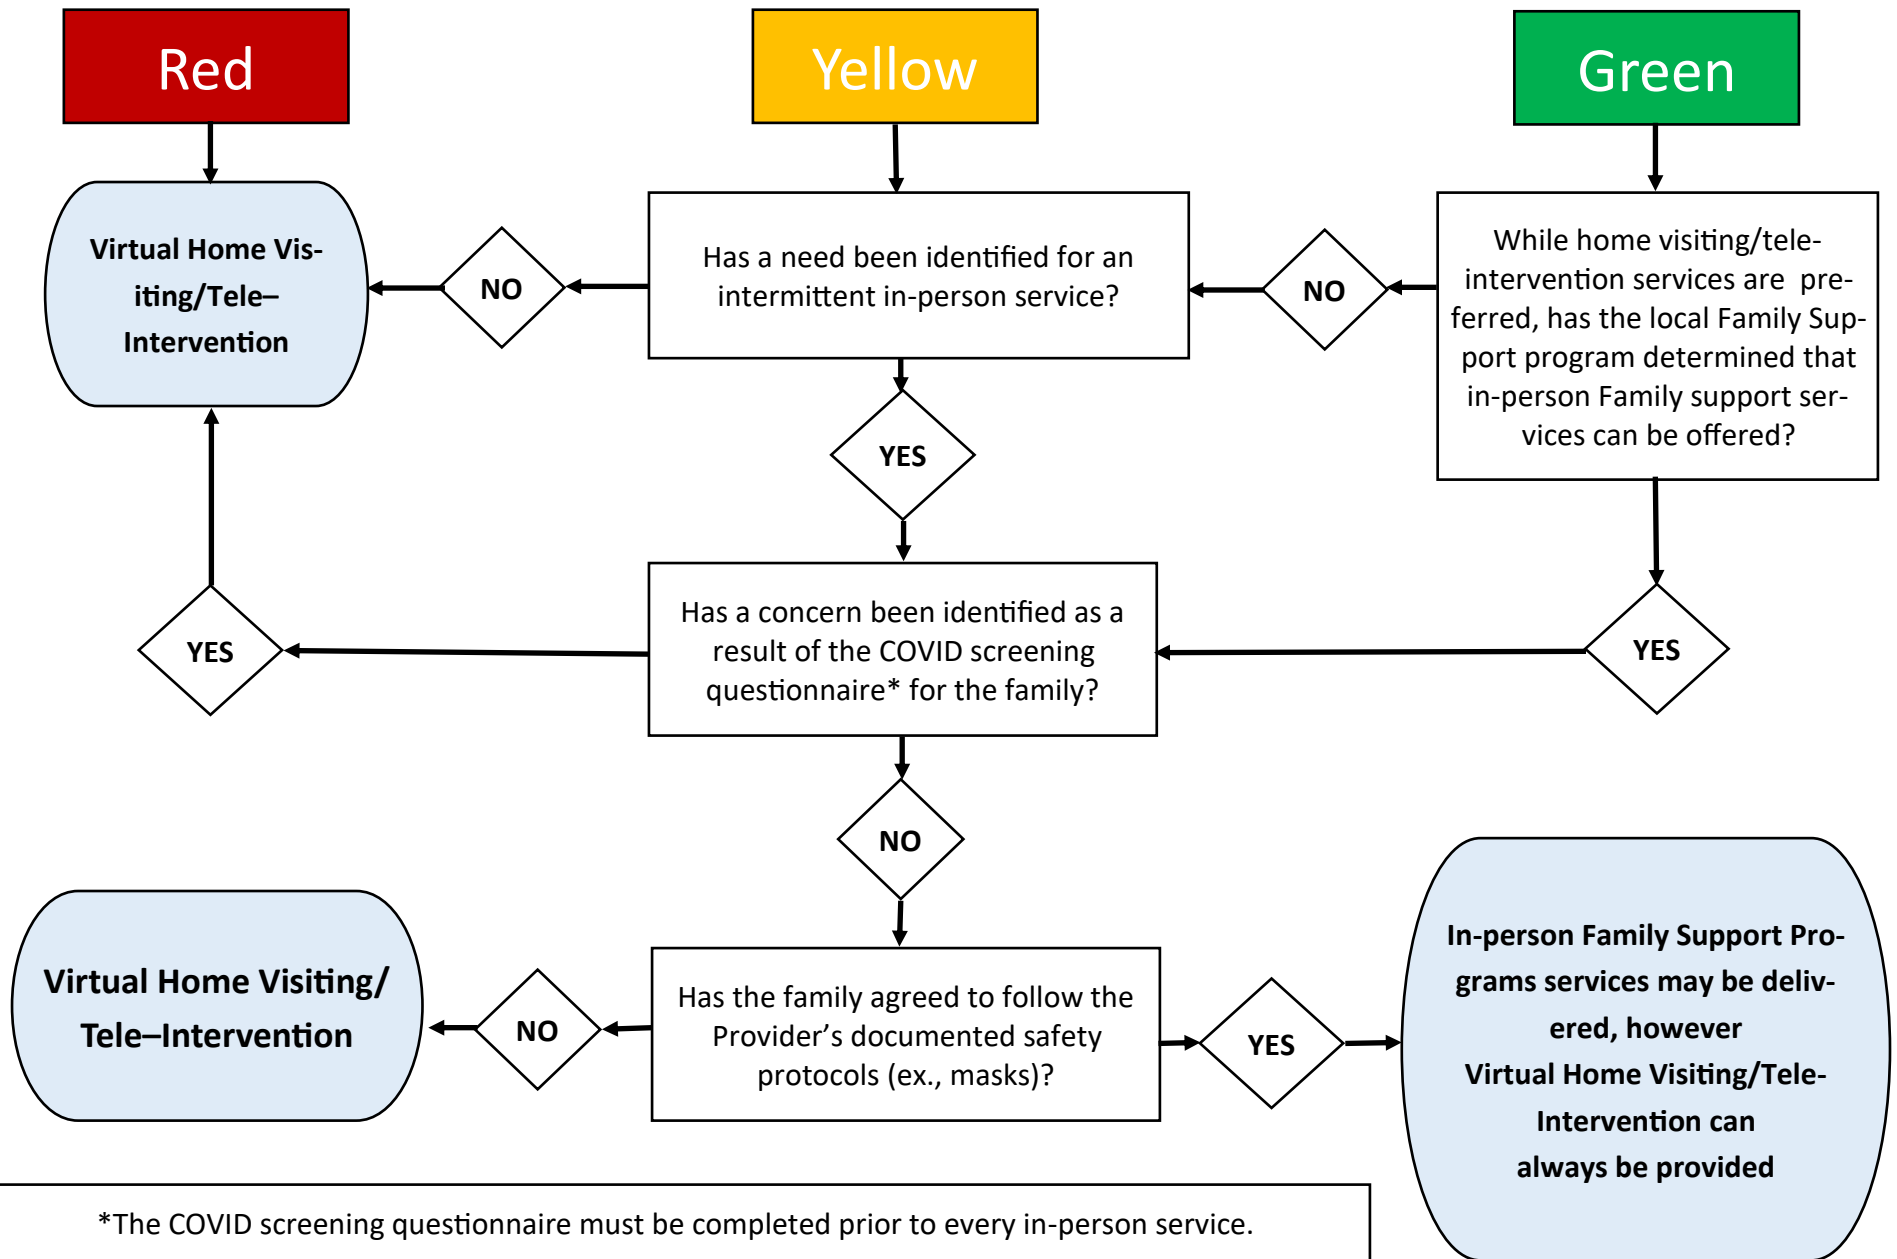 Red
Yellow
Green
Virtual Home Vis-
iting/Tele–
Intervention
NO
Has a need been identified for an
intermittent in-person service?
NO
While home visiting/tele-
intervention services are  pre-
ferred, has the local Family Sup-
port program determined that
in-person Family support ser-
vices can be offered?
YES
YES
Has a concern been identified as a
result of the COVID screening
questionnaire* for the family?
YES
NO
Virtual Home Visiting/
Tele–Intervention
NO
Has the family agreed to follow the
Provider’s documented safety
protocols (ex., masks)?
YES
In-person Family Support Pro-
grams services may be deliv-
ered, however
Virtual Home Visiting/Tele-
Intervention can
always be provided
*The COVID screening questionnaire must be completed prior to every in-person service.